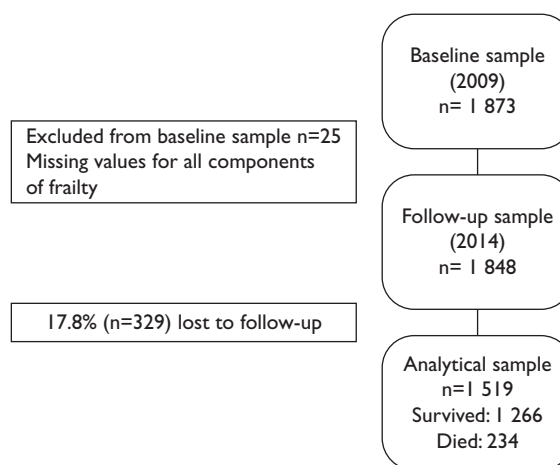 Baseline sample
(2009)
n= 1 873
Excluded from baseline sample n=25
Missing values for all components
of frailty
Follow-up sample
(2014)
n= 1 848
17.8% (n=329) lost to follow-up
Analytical sample
n=1 519
Survived: 1 266
Died: 234